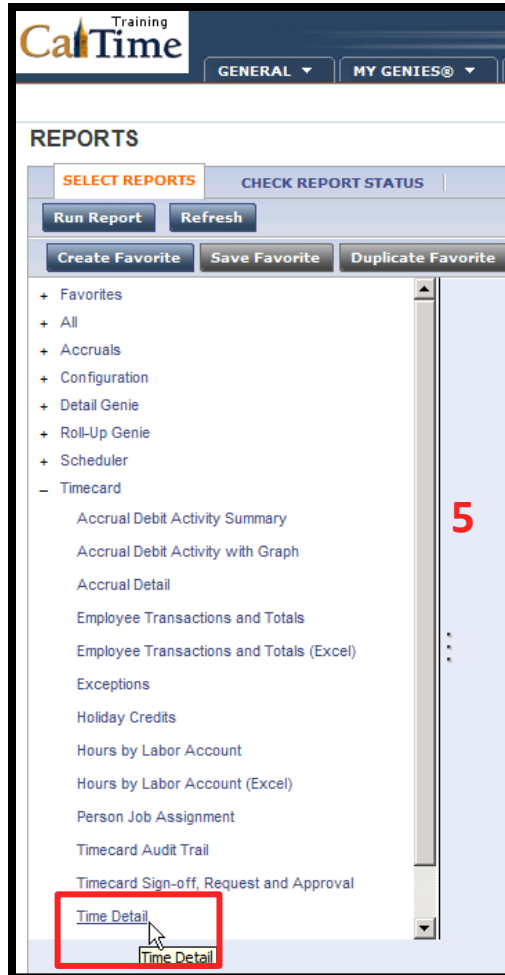 Training
CalTime
GENERAL ▼ MY GENIES® ▼
REPORTS
SELECT REPORTS CHECK REPORT STATUS
Run Report Refresh
Create Favorite Save Favorite Duplicate Favorite
+ Favorites
+ All
+ Accruals
+ Configuration
+ Detail Genie
+ Roll-Up Genie
+ Scheduler
– Timecard
Accrual Debit Activity Summary
5
Accrual Debit Activity with Graph
Accrual Detail
Employee Transactions and Totals
Employee Transactions and Totals (Excel)
Exceptions
Holiday Credits
Hours by Labor Account
Hours by Labor Account (Excel)
Person Job Assignment
Timecard Audit Trail
Timecard Sign-off, Request and Approval
Time Detail
Time Detail